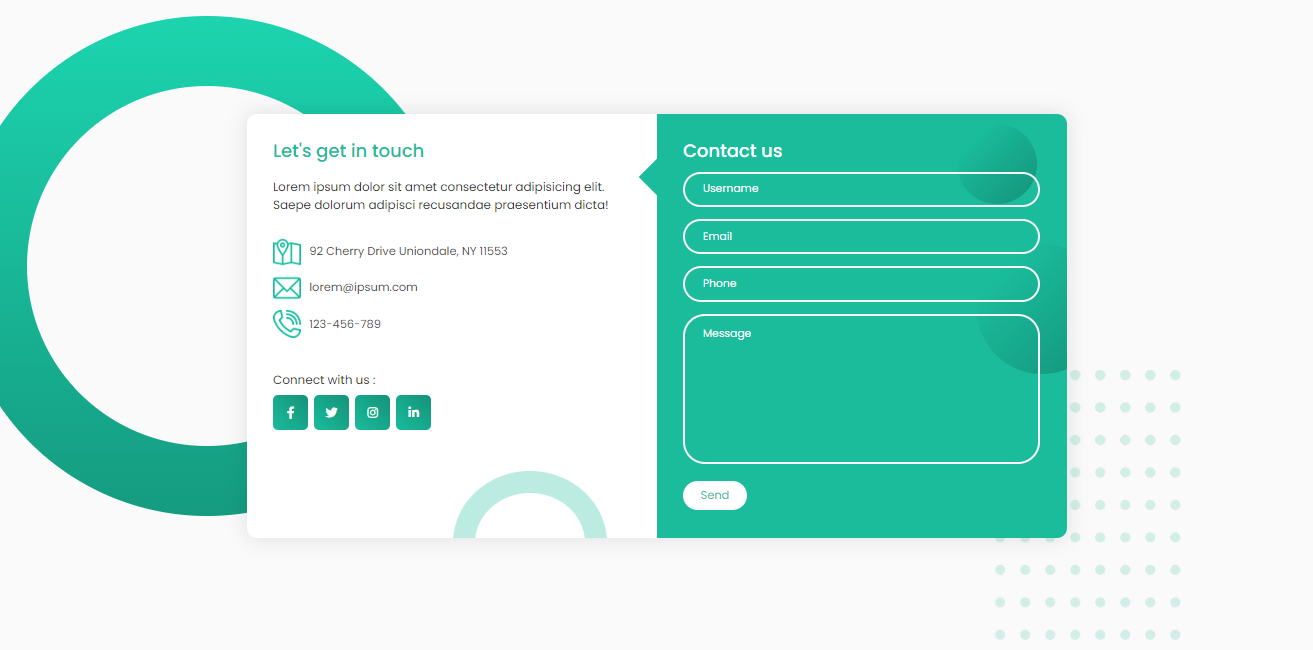 Let's get in touch
Lorem ipsum dolor sit amet consectetur adipisicing elit.
Saepe dolorum adipisci recusandae praesentium dicta!
92 Cherry Drive Uniondale, NY 11553
lorem@ipsum.com
123-456-789
Connect with us :
Contact us
Username
Email
Phone
Message
Send